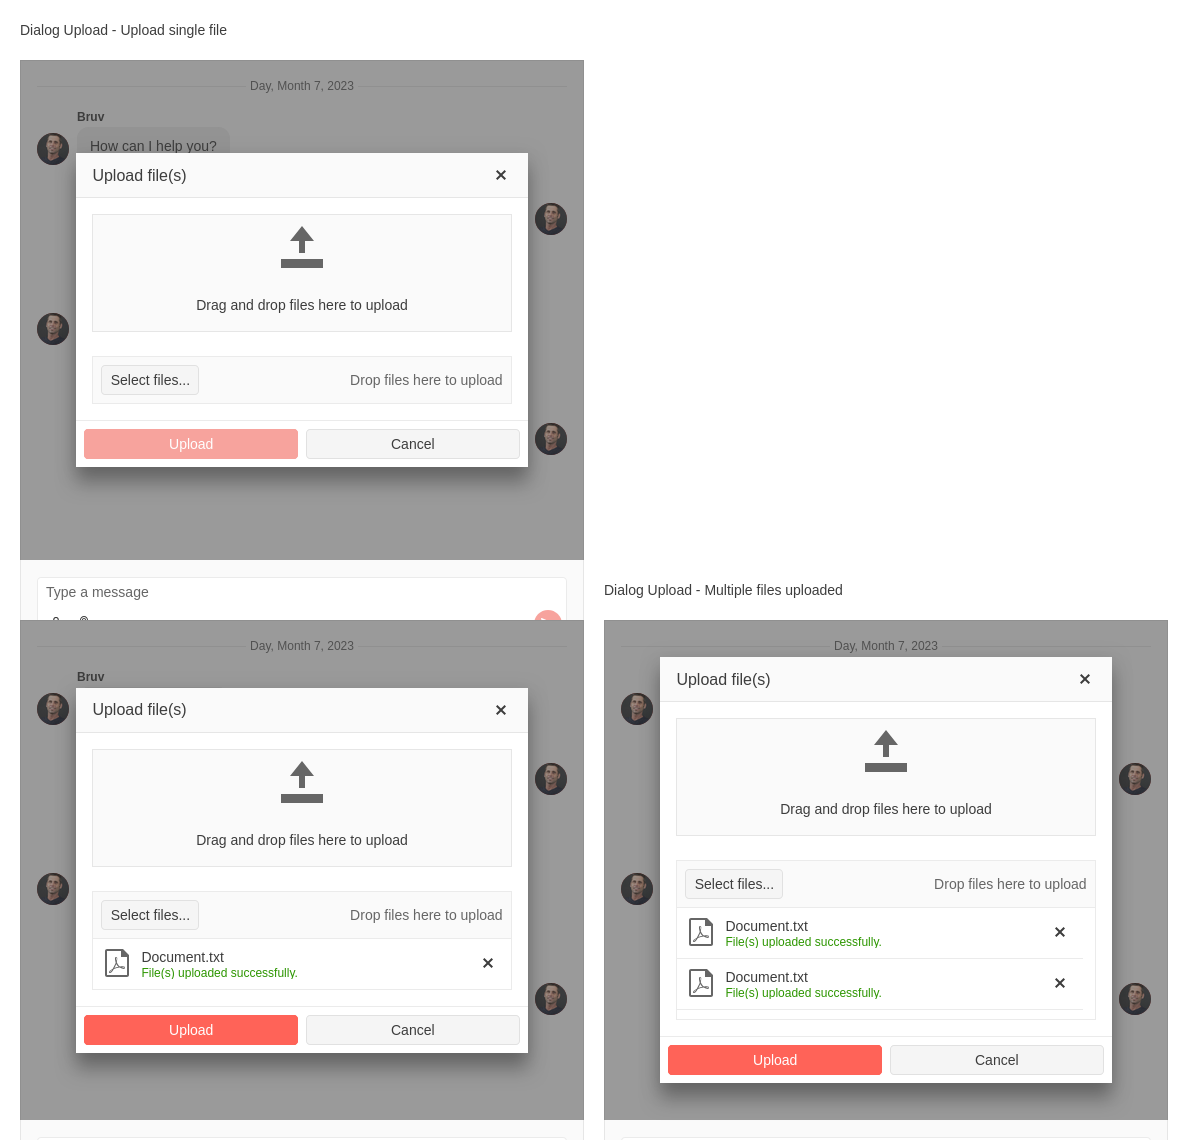 Dialog Upload - Upload single file
Day, Month 7, 2023
Bruv
How can I help you?
Upload file(s)
Drag and drop files here to upload
Select files...
Drop files here to upload
Upload
Cancel
Type a message
Day, Month 7, 2023
Bruv
Upload file(s)
Drag and drop files here to upload
Select files...
Drop files here to upload
Document.txt
File(s) uploaded successfully.
Upload
Cancel
Dialog Upload - Multiple files uploaded
Day, Month 7, 2023
Upload file(s)
Drag and drop files here to upload
Select files...
Drop files here to upload
Document.txt
File(s) uploaded successfully.
Document.txt
File(s) uploaded successfully.
Upload
Cancel